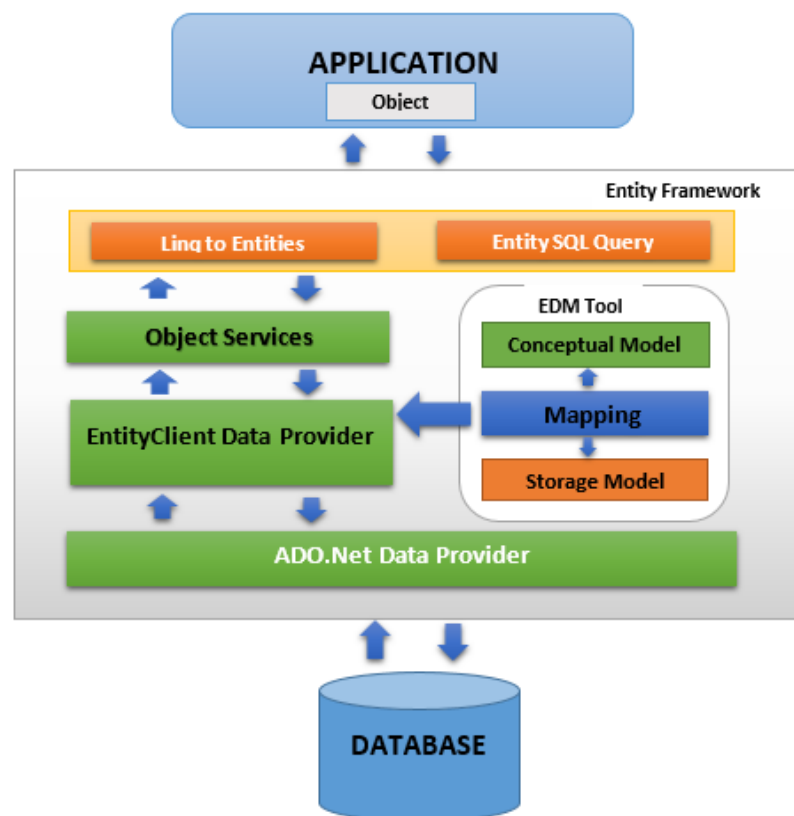 APPLICATION
Object
Entity Framework
Linq to Entities
Entity SQL Query
EDM Tool
Object Services
Conceptual Model
EntityClient Data Provider
Mapping
Storage Model
ADO.Net Data Provider
DATABASE